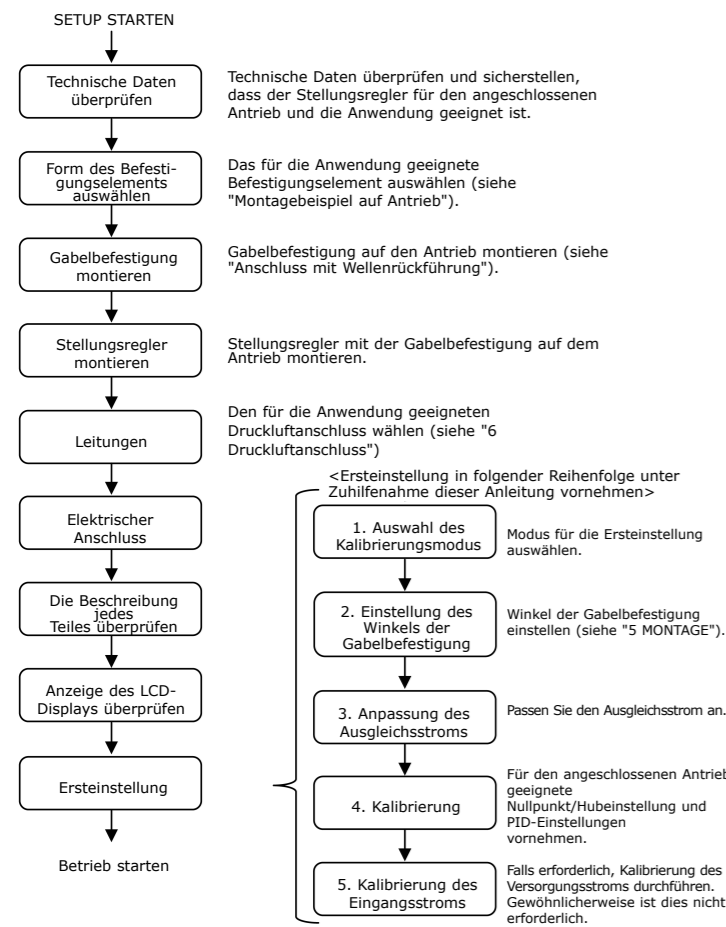 SETUP STARTEN
Technische Daten
überprüfen
Technische Daten überprüfen und sicherstellen,
dass der Stellungsregler für den angeschlossenen
Antrieb und die Anwendung geeignet ist.
Form des Befesti-
gungselements
auswählen
Das für die Anwendung geeignete
Befestigungselement auswählen (siehe
"Montagebeispiel auf Antrieb").
Gabelbefestigung
montieren
Gabelbefestigung auf den Antrieb montieren (siehe
"Anschluss mit Wellenrückführung").
Stellungsregler
montieren
Stellungsregler mit der Gabelbefestigung auf dem
Antrieb montieren.
Leitungen
Den für die Anwendung geeigneten
Druckluftanschluss wählen (siehe "6
Druckluftanschluss")
Elektrischer
Anschluss
Die Beschreibung
jedes
Teiles überprüfen
Anzeige des LCD-
Displays überprüfen
Ersteinstellung
Betrieb starten
<Ersteinstellung in folgender Reihenfolge unter
Zuhilfenahme dieser Anleitung vornehmen>
1. Auswahl des
Kalibrierungsmodus
Modus für die Ersteinstellung
auswählen.
2. Einstellung des
Winkels der
Gabelbefestigung
Winkel der Gabelbefestigung
einstellen (siehe "5 MONTAGE").
3. Anpassung des
Ausgleichsstroms
Passen Sie den Ausgleichsstrom an.
4. Kalibrierung
Für den angeschlossenen Antrieb
geeignete
Nullpunkt/Hubeinstellung und
PID-Einstellungen
vornehmen.
5. Kalibrierung des
Eingangsstroms
Falls erforderlich, Kalibrierung des
Versorgungsstroms durchführen.
Gewöhnlicherweise ist dies nicht
erforderlich.